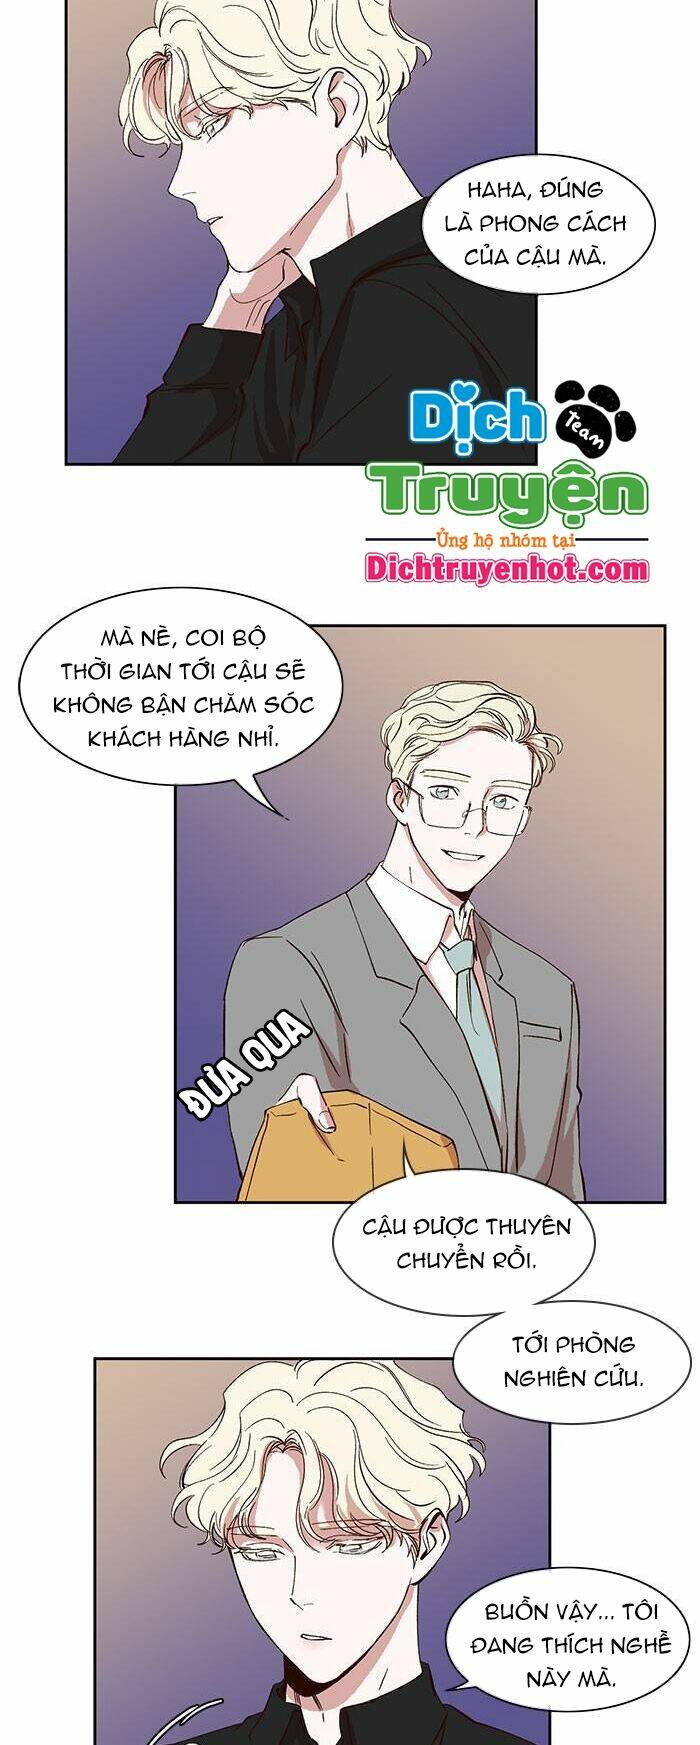 HAHA, ĐÚNG
LÀ PHONG CÁCH
CỦA CẬU MÀ.
Dịch
Team
Truyện
Ủng hộ nhóm tại
Dichtruyenhot.com
MÀ NÈ, COI BỘ
THỜI GIAN TỚI CẬU SẼ
KHÔNG BẬN CHĂM SÓC
KHÁCH HÀNG NHỈ.
ĐƯA QUA
CẬU ĐƯỢC THUYÊN
CHUYỂN RỒI.
TỚI PHÒNG
NGHIÊN CỨU.
BUỒN VẬY... TÔI
ĐANG THÍCH NGHỀ
NÀY MÀ.